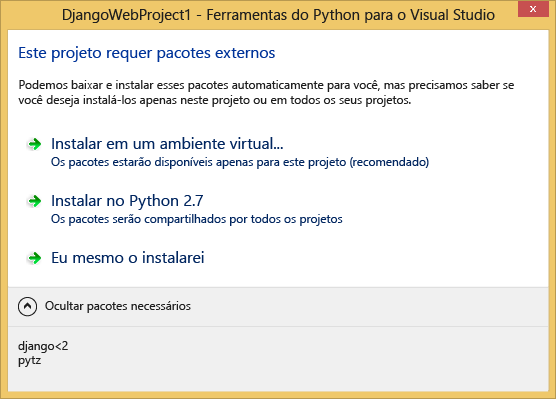 DjangoWebProject1 - Ferramentas do Python para o Visual Studio
x
Este projeto requer pacotes externos
Podemos baixar e instalar esses pacotes automaticamente para você, mas precisamos saber se
você deseja instalá-los apenas neste projeto ou em todos os seus projetos.
Instalar em um ambiente virtual...
Os pacotes estarão disponíveis apenas para este projeto (recomendado)
Instalar no Python 2.7
Os pacotes serão compartilhados por todos os projetos
Eu mesmo o instalarei
Ocultar pacotes necessários
django<2
pytz